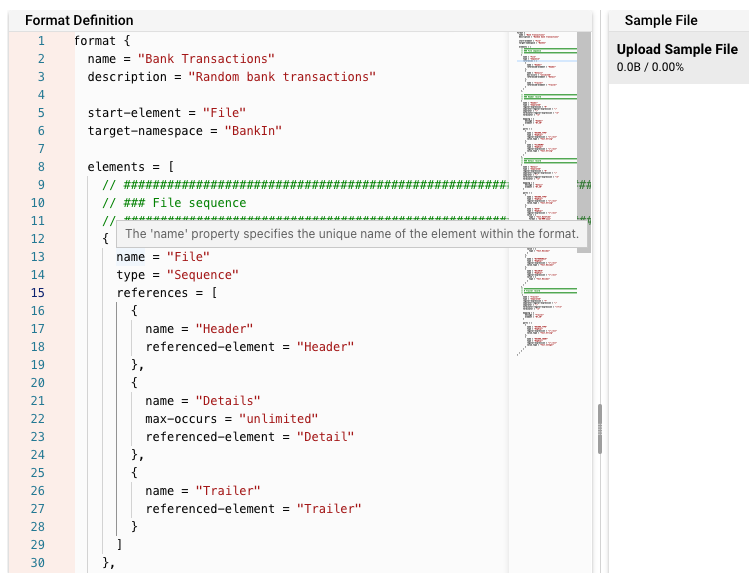 Format Definition
Sample File
Upload Sample File
0.0B / 0.00%
1 format {
2 name = "Bank Transactions"
3 description = "Random bank transactions"
4
5 start-element = "File"
6 target-namespace = "BankIn"
7
8 elements = [
9 // ##########################################################
10 // ### File sequence
11 // ##########################################################
The 'name' property specifies the unique name of the element within the format.
12 {
13 name = "File"
14 type = "Sequence"
15 references = [
16 {
17 name = "Header"
18 referenced-element = "Header"
19 },
20 {
21 name = "Details"
22 max-occurs = "unlimited"
23 referenced-element = "Detail"
24 },
25 {
26 name = "Trailer"
27 referenced-element = "Trailer"
28 }
29 ]
30 },